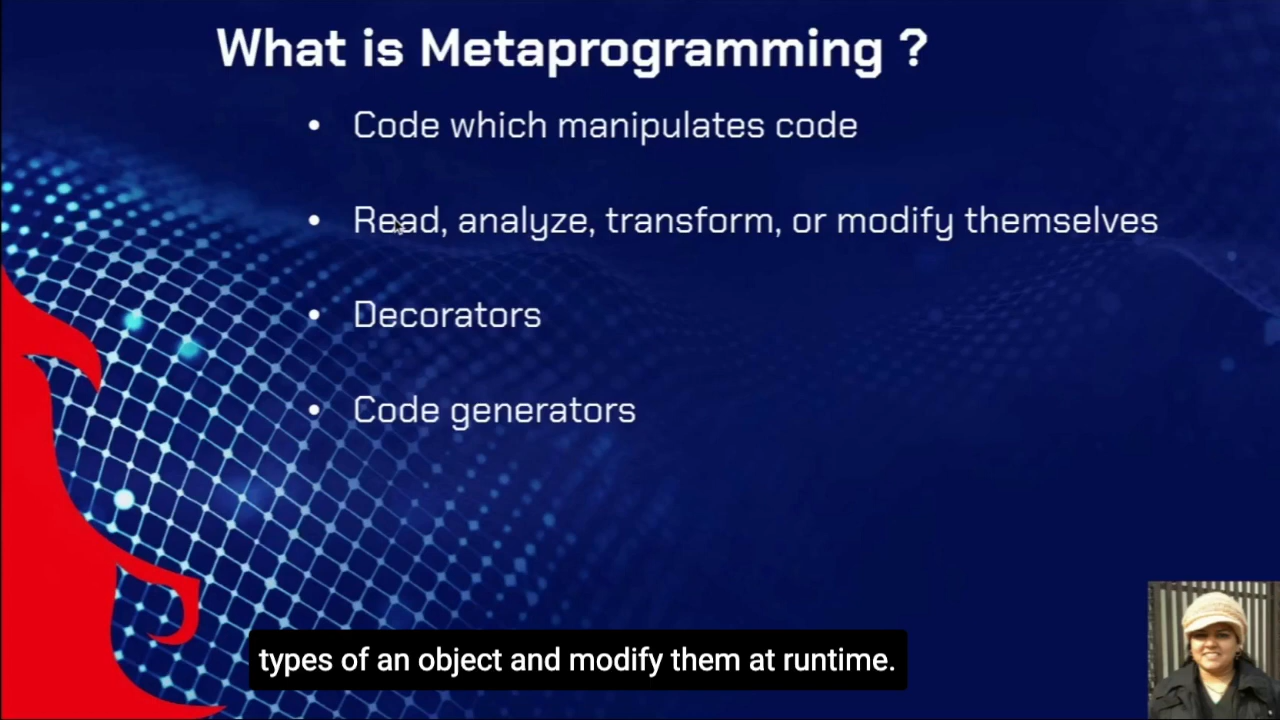 What is Metaprogramming ?
• Code which manipulates code
• Read, analyze, transform, or modify themselves
• Decorators
• Code generators
types of an object and modify them at runtime.